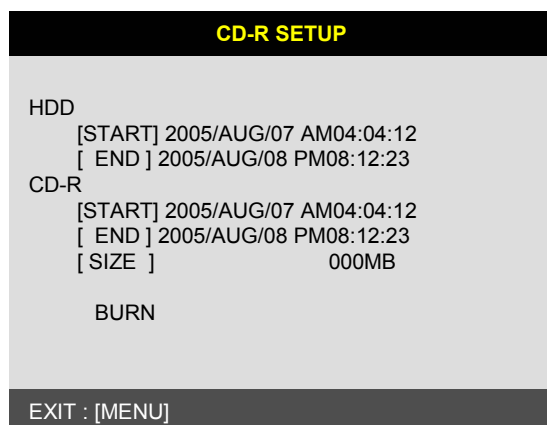 CD-R SETUP
HDD
[START] 2005/AUG/07 AM04:04:12
[ END ] 2005/AUG/08 PM08:12:23
CD-R
[START] 2005/AUG/07 AM04:04:12
[ END ] 2005/AUG/08 PM08:12:23
[ SIZE ] 000MB
BURN
EXIT : [MENU]